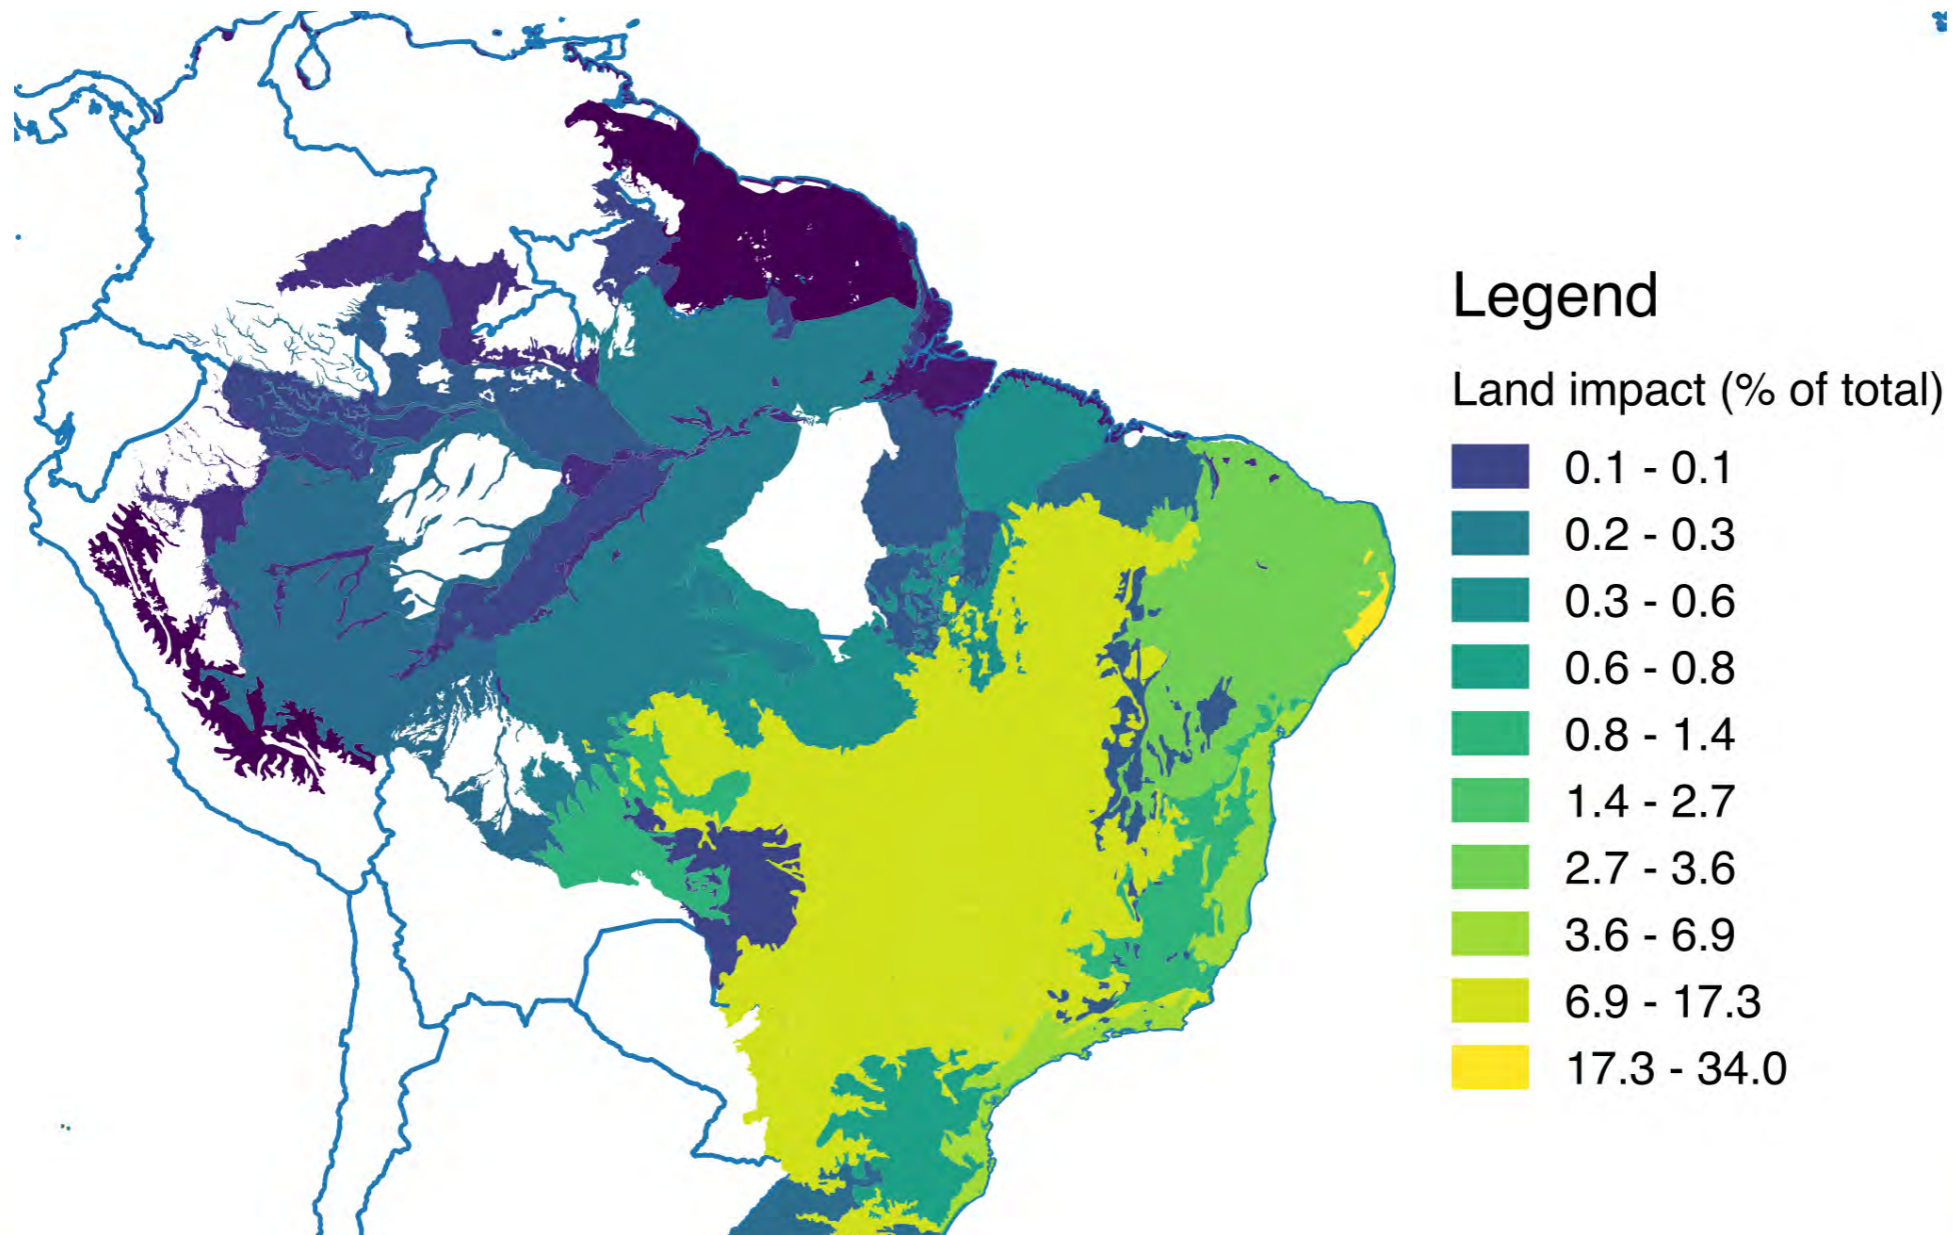 Legend
Land impact (% of total)
0.1 - 0.1
0.2 - 0.3
0.3 - 0.6
0.6 - 0.8
0.8 - 1.4
1.4 - 2.7
2.7 - 3.6
3.6 - 6.9
6.9 - 17.3
17.3 - 34.0